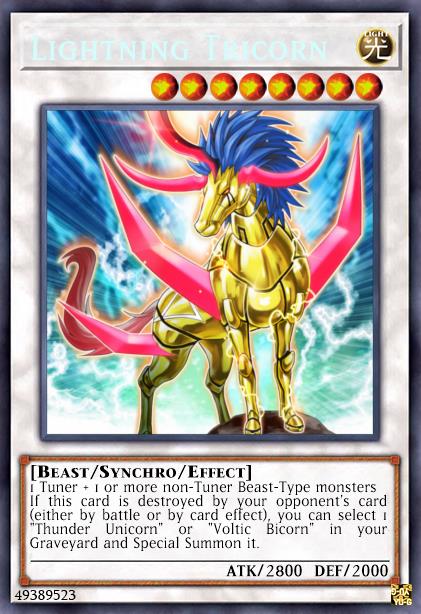 Lightning Tricorn
LIGHT
光
[Beast/Synchro/Effect]
1 Tuner + 1 or more non-Tuner Beast-Type monsters
If this card is destroyed by your opponent's card
(either by battle or by card effect), you can select 1
"Thunder Unicorn" or "Voltic Bicorn" in your
Graveyard and Special Summon it.
ATK/2800 DEF/2000
49389523